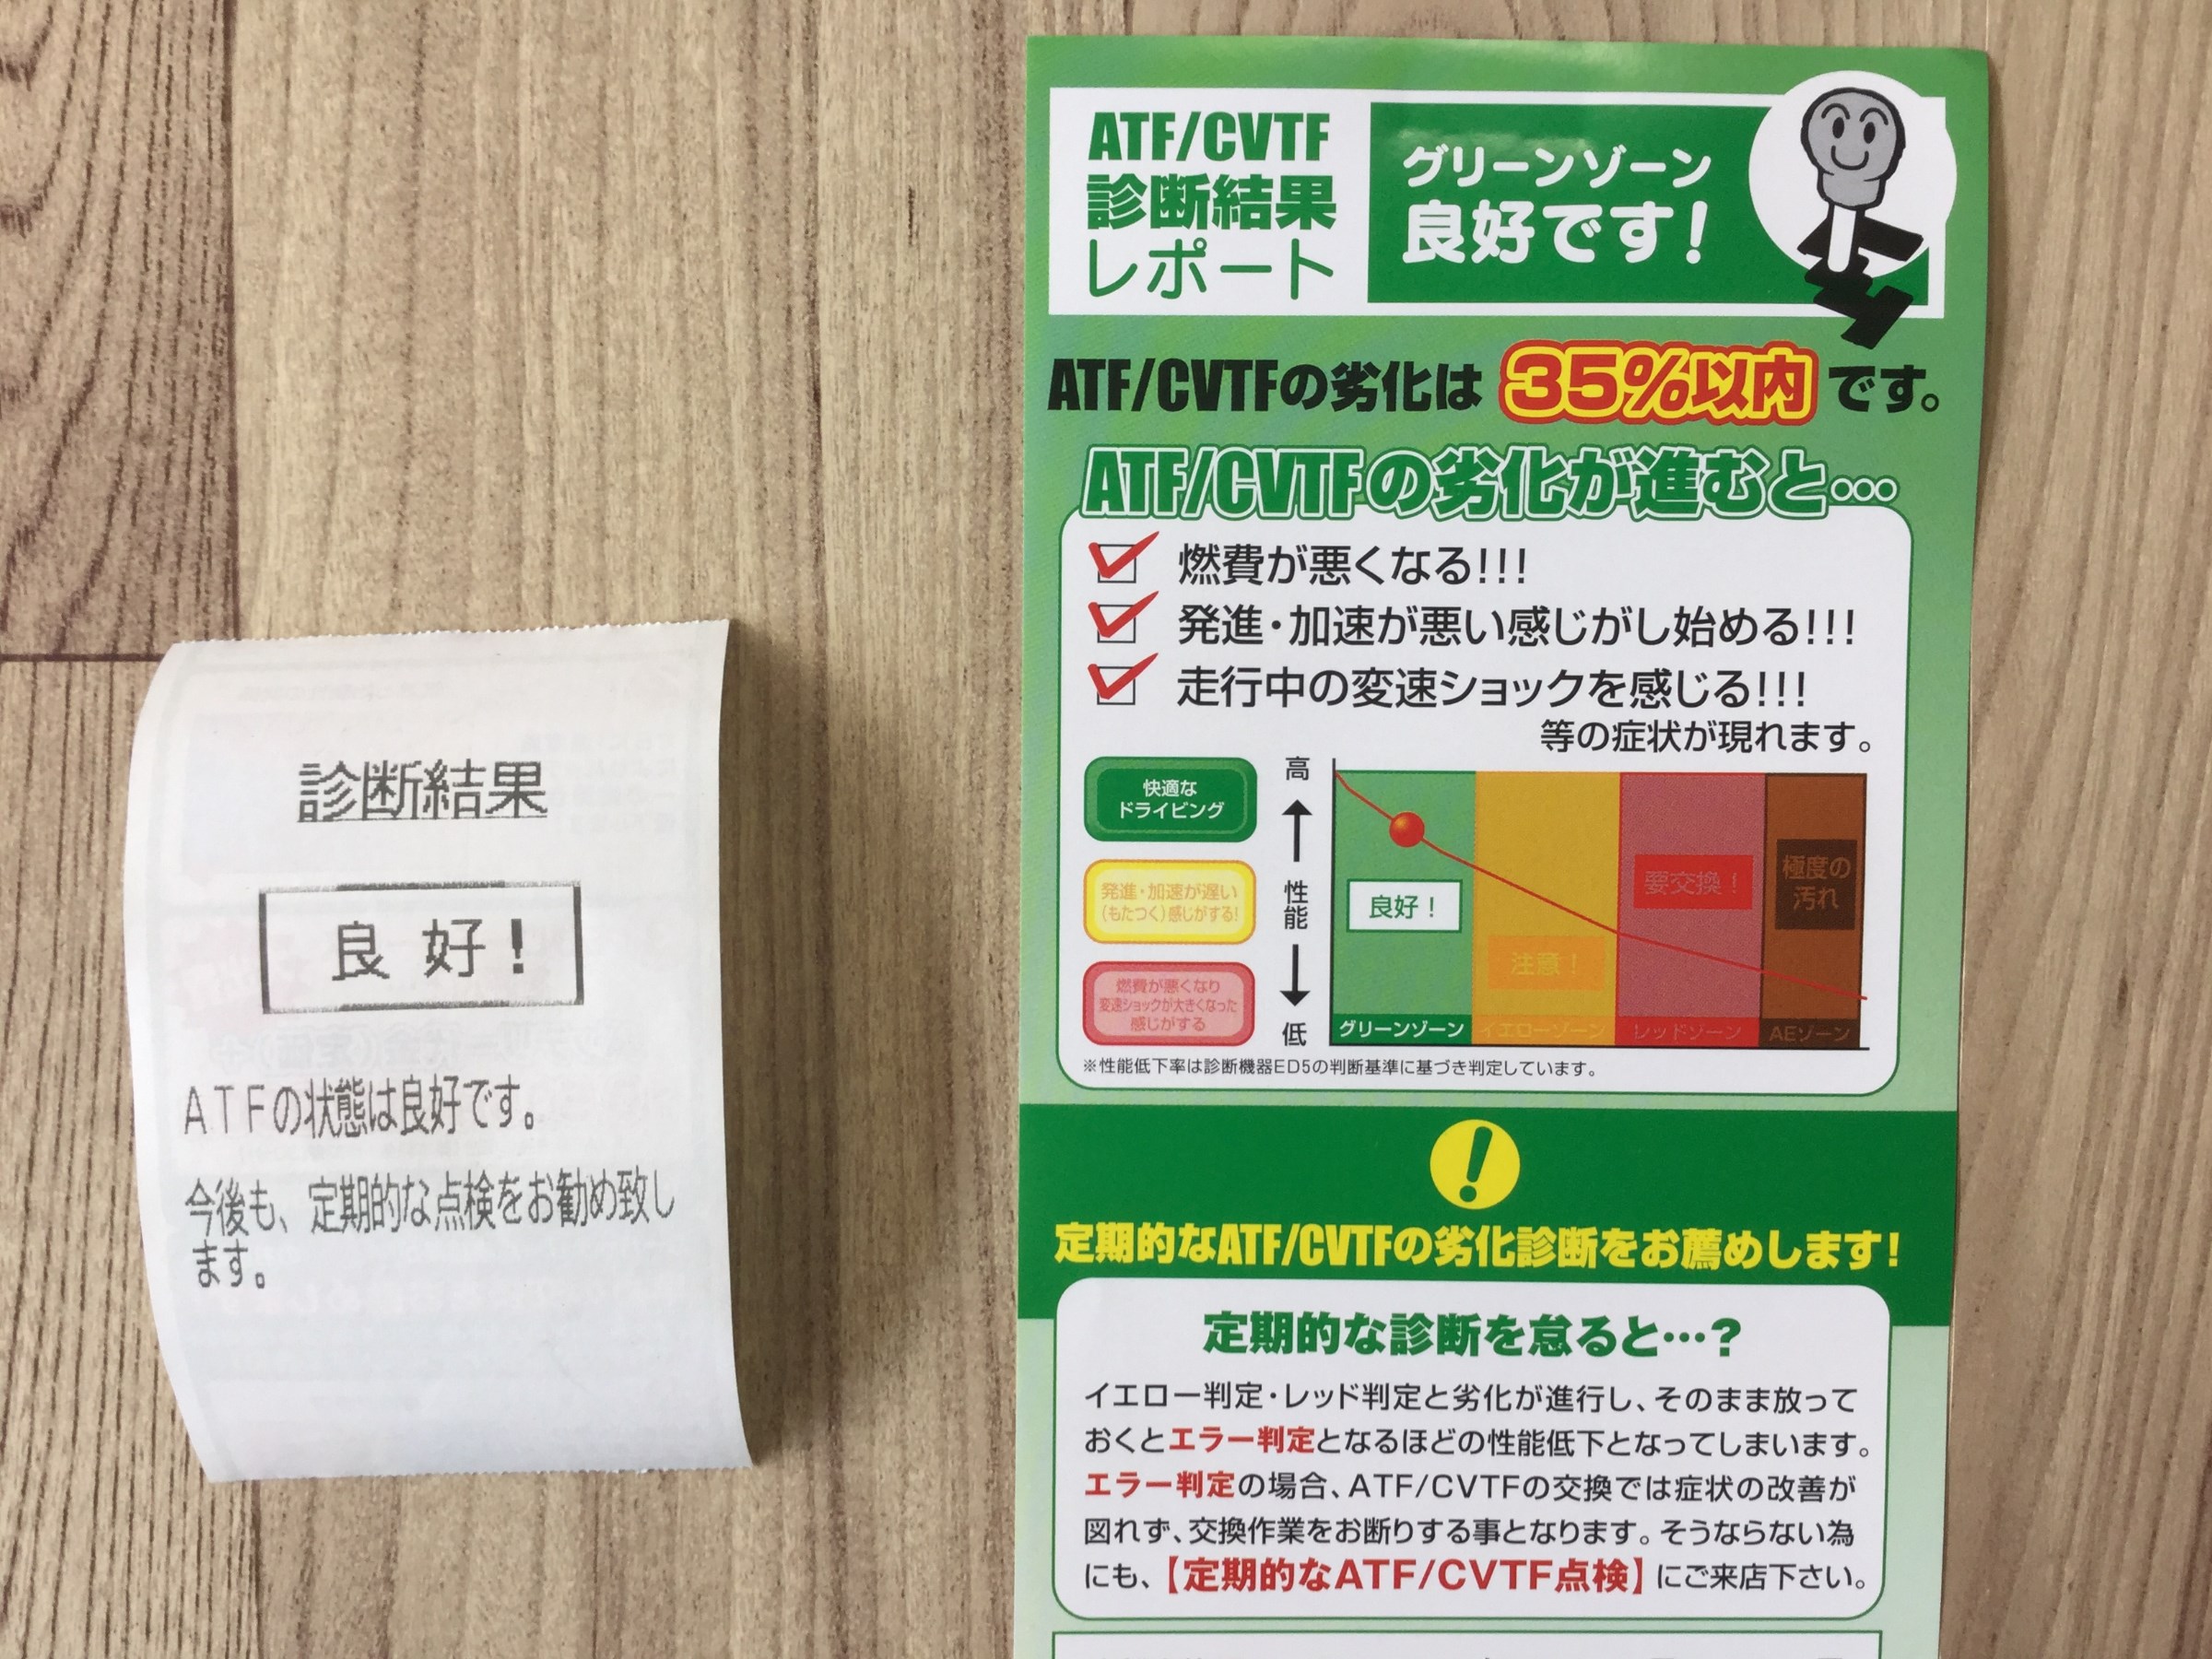 診断結果
良好!
ATFの状態は良好です。
今後も、定期的な点検をお勧め致し
ます。
ATF/CVTF
診断結果
レポート
グリーンゾーン
良好です!
ATF/CVTFの劣化は35%以内です。
ATF/CVTFの劣化が進むと…
燃費が悪くなる!!!
発進・加速が悪い感じがし始める!!!
走行中の変速ショックを感じる!!!
等の症状が現れます。
快適な
ドライビング
発進・加速が遅い
(もたつく)感じがする!
燃費が悪くなり
変速ショックが大きくなった
感じがする
高
性能
低
良好!
注意!
要交換!
極度の
汚れ
グリーンゾーン
イエローゾーン
レッドゾーン
AEゾーン
※性能低下率は診断機器ED5の判断基準に基づき判定しています。
!
定期的なATF/CVTFの劣化診断をお薦めします!
定期的な診断を怠ると…?
イエロー判定・レッド判定と劣化が進行し、そのまま放って
おくとエラー判定となるほどの性能低下となってしまいます。
エラー判定の場合、ATF/CVTFの交換では症状の改善が
図れず、交換作業をお断りする事となります。そうならない為
にも、【定期的なATF/CVTF点検】にご来店下さい。